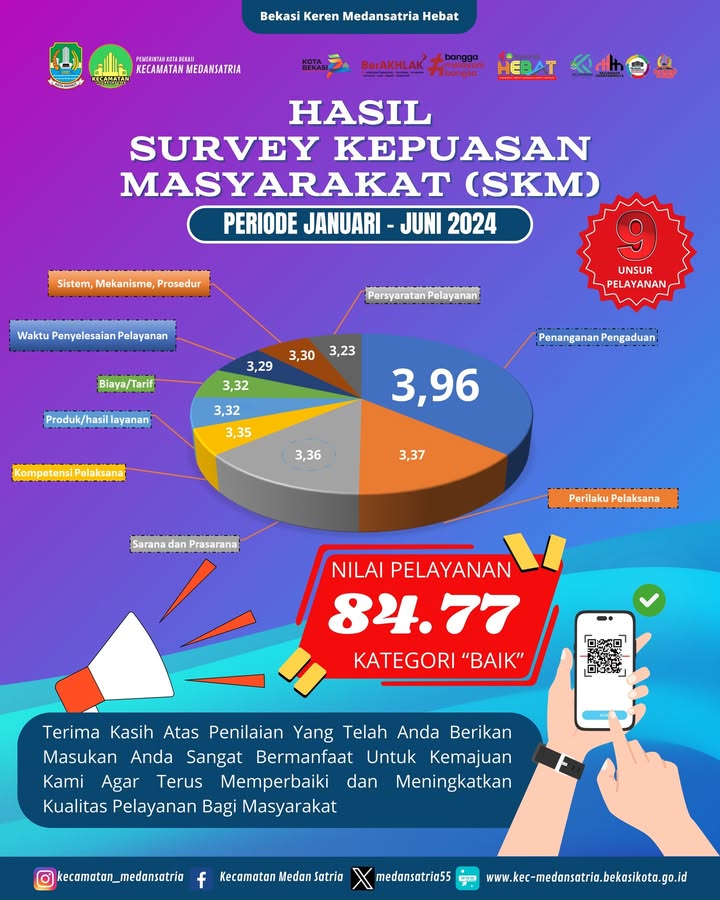 Bekasi Keren Medansatria Hebat
PEMERINTAH KOTA BEKASI
KECAMATAN MEDANSATRIA
KECAMATAN
KOTA
BEKASI
BerAKHLAK
bangga
melayani
bangsa
HEBAT
HASIL
SURVEY KEPUASAN
MASYARAKAT (SKM)
PERIODE JANUARI - JUNI 2024
9
UNSUR
PELAYANAN
Sistem, Mekanisme, Prosedur
Persyaratan Pelayanan
Waktu Penyelesaian Pelayanan
Penanganan Pengaduan
Biaya/Tarif
Produk/hasil layanan
Kompetensi Pelaksana
Perilaku Pelaksana
Sarana dan Prasarana
3,96
3,37
3,36
3,35
3,32
3,32
3,29
3,30
3,23
NILAI PELAYANAN
84.77
KATEGORI “BAIK”
Terima Kasih Atas Penilaian Yang Telah Anda Berikan
Masukan Anda Sangat Bermanfaat Untuk Kemajuan
Kami Agar Terus Memperbaiki dan Meningkatkan
Kualitas Pelayanan Bagi Masyarakat
kecamatan_medansatria
Kecamatan Medan Satria
medansatria55
www.kec-medansatria.bekasikota.go.id